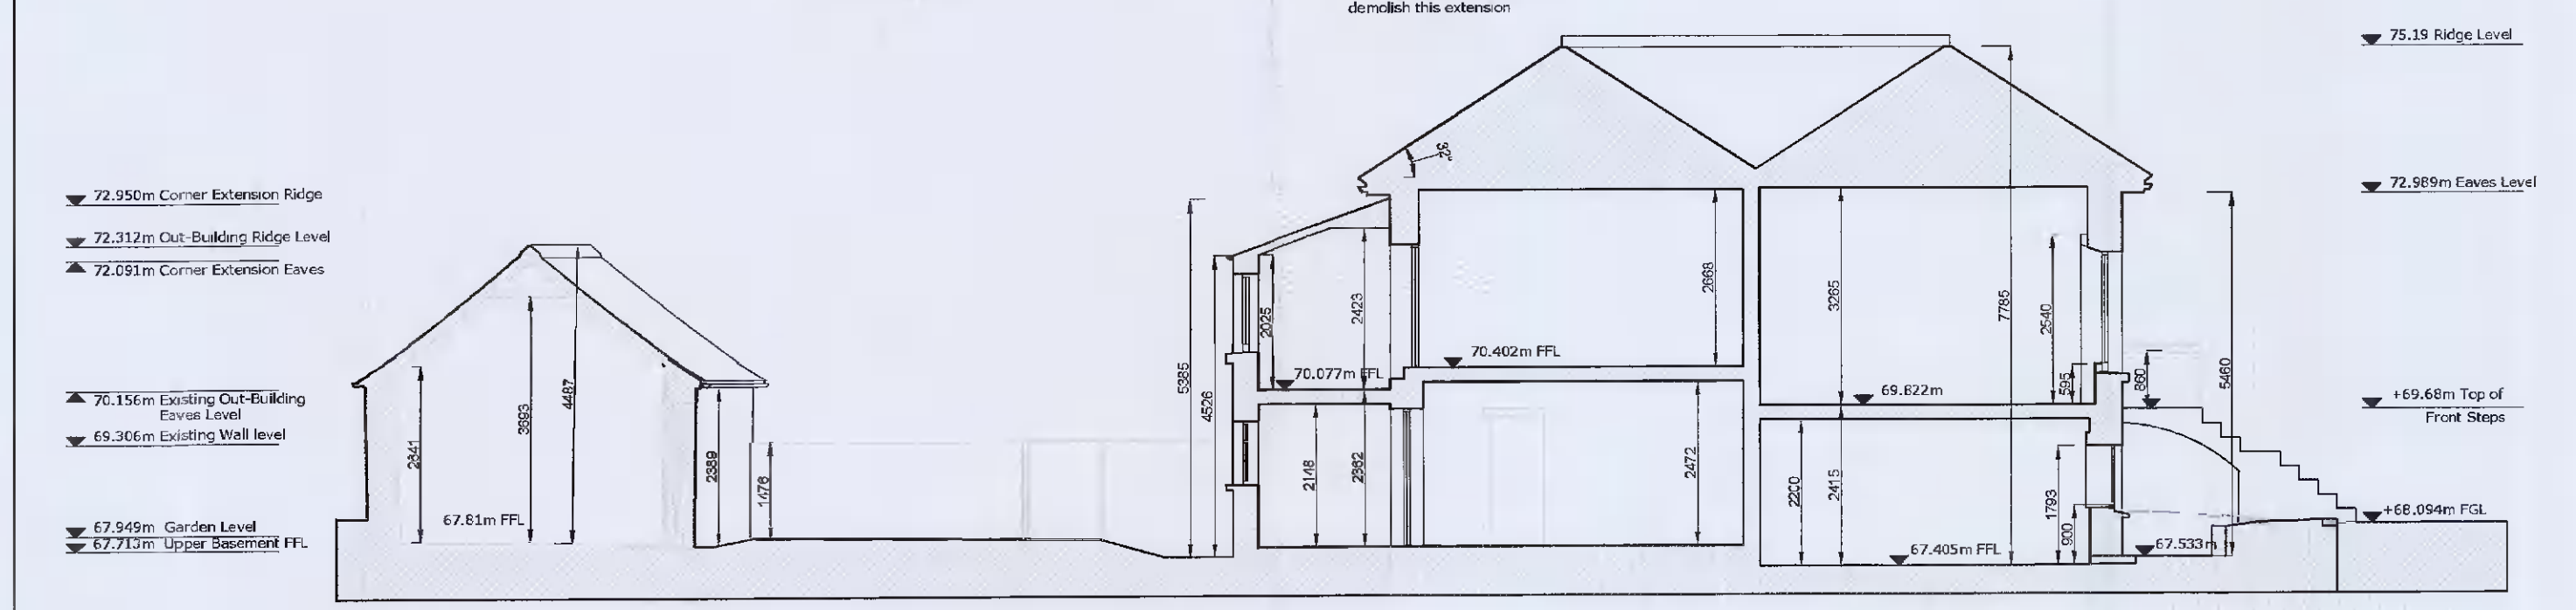 demolish this extension
75.19 Ridge Level
72.950m Corner Extension Ridge
72.989m Eaves Level
72.312m Out-Building Ridge Level
72.091m Corner Extension Eaves
32°
70.156m Existing Out-Building
Eaves Level
69.306m Existing Wall level
67.949m Garden Level
67.713m Upper Basement FFL
2641
67.81m FFL
3693
4487
2389
1476
5385
4526
2025
2423
70.077m FFL
70.402m FFL
2668
3265
7785
2540
595
860
5460
69.822m
+69.68m Top of
Front Steps
2148
2362
2472
2200
2415
1793
900
67.405m FFL
67.533m
+68.094m FGL